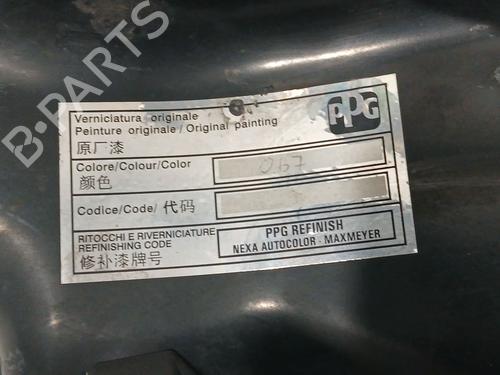 Verniciatura originale
Peinture originale / Original painting
原厂漆
PPG
Colore/Colour/Color
颜色
067
Codice/Code/代码
RITOCCHI E RIVERNICIATURE
REFINISHING CODE
修补漆牌号
PPG REFINISH
NEXA AUTOCOLOR - MAXMEYER
B-PARTS